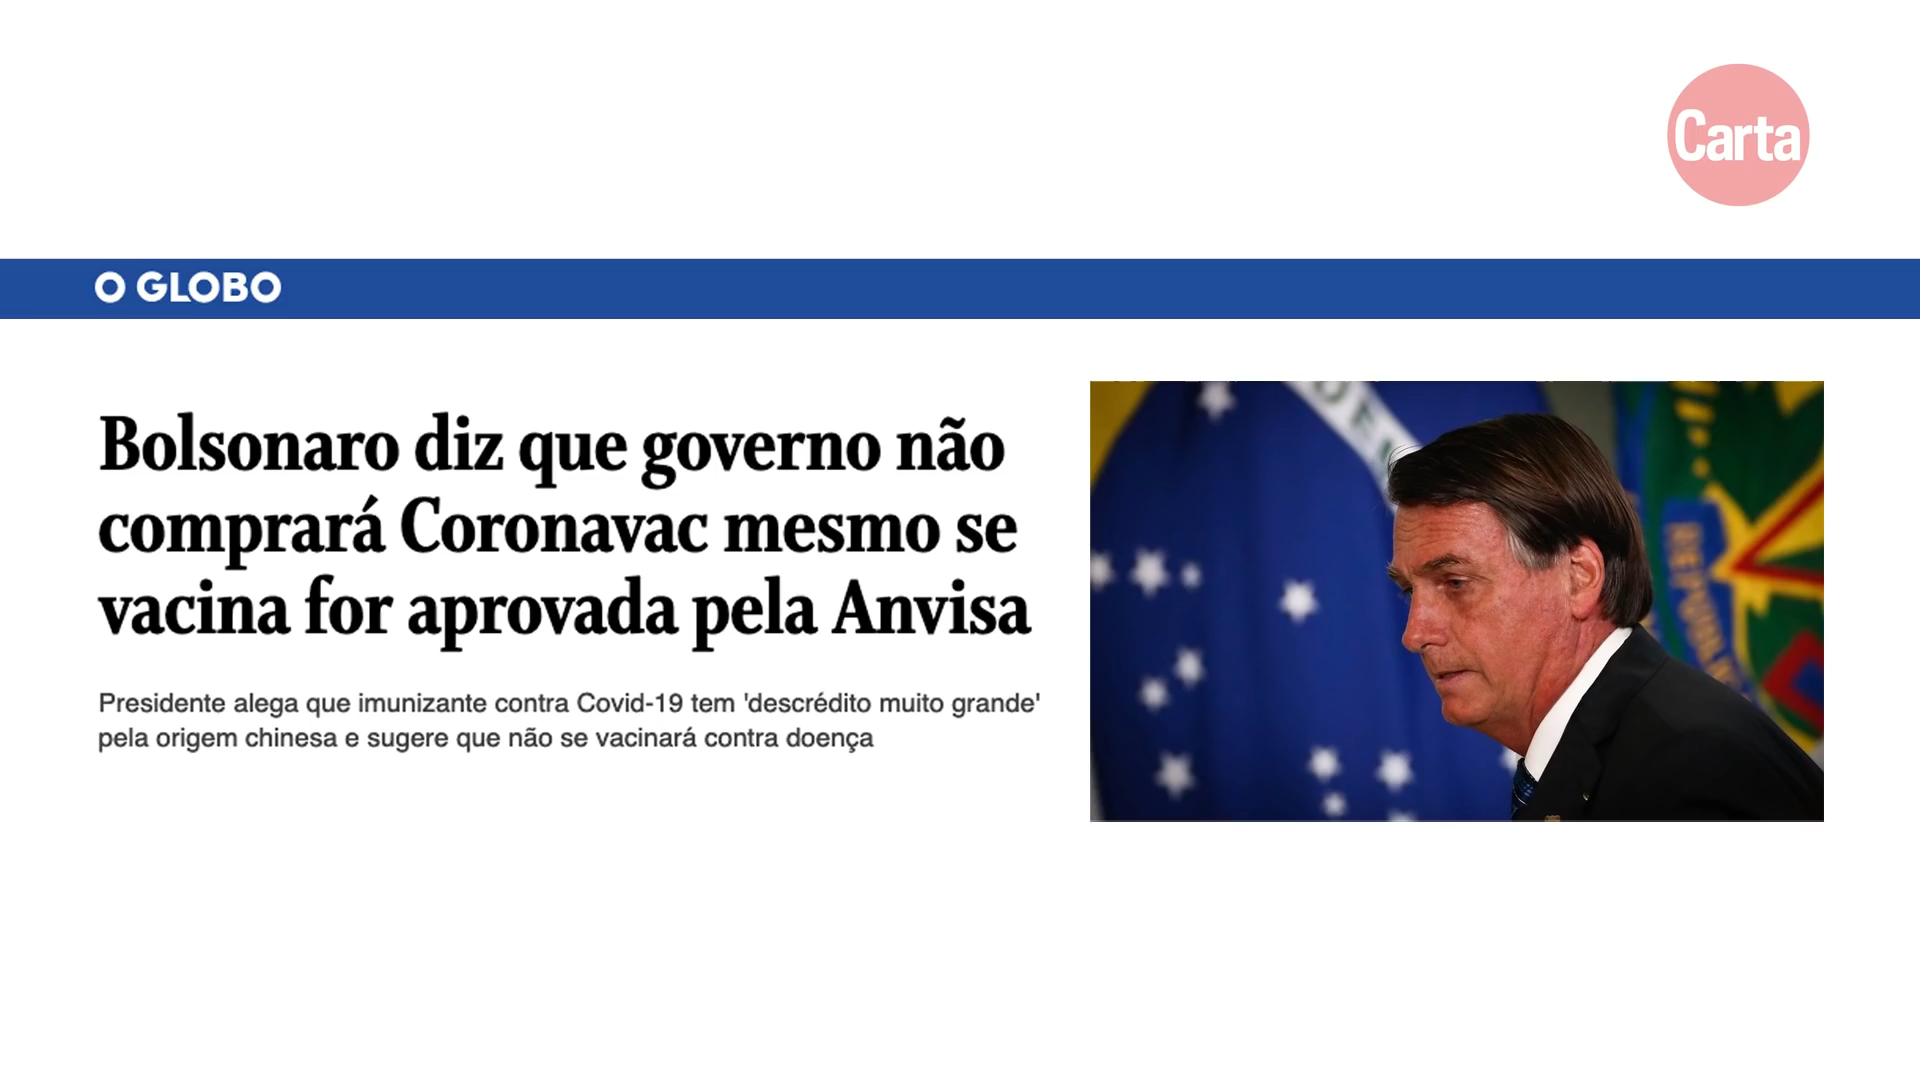 Carta
O GLOBO
Bolsonaro diz que governo não
comprará Coronavac mesmo se
vacina for aprovada pela Anvisa
Presidente alega que imunizante contra Covid-19 tem 'descrédito muito grande'
pela origem chinesa e sugere que não se vacinará contra doença